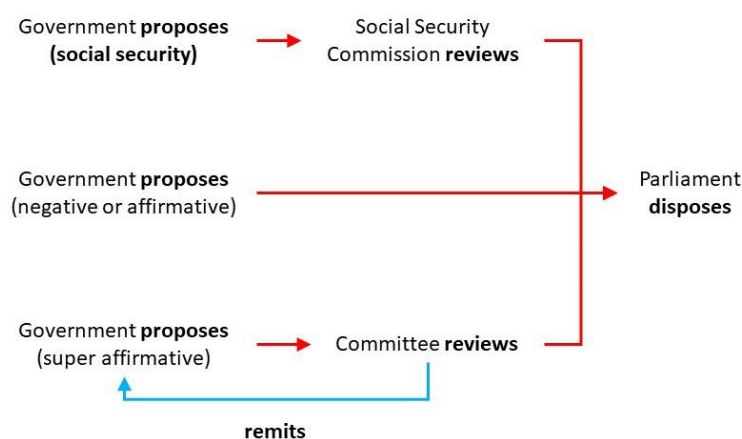 Government proposes
(social security)
Social Security
Commission reviews
Government proposes
(negative or affirmative)
Parliament
disposes
Government proposes
(super affirmative)
Committee reviews
remits